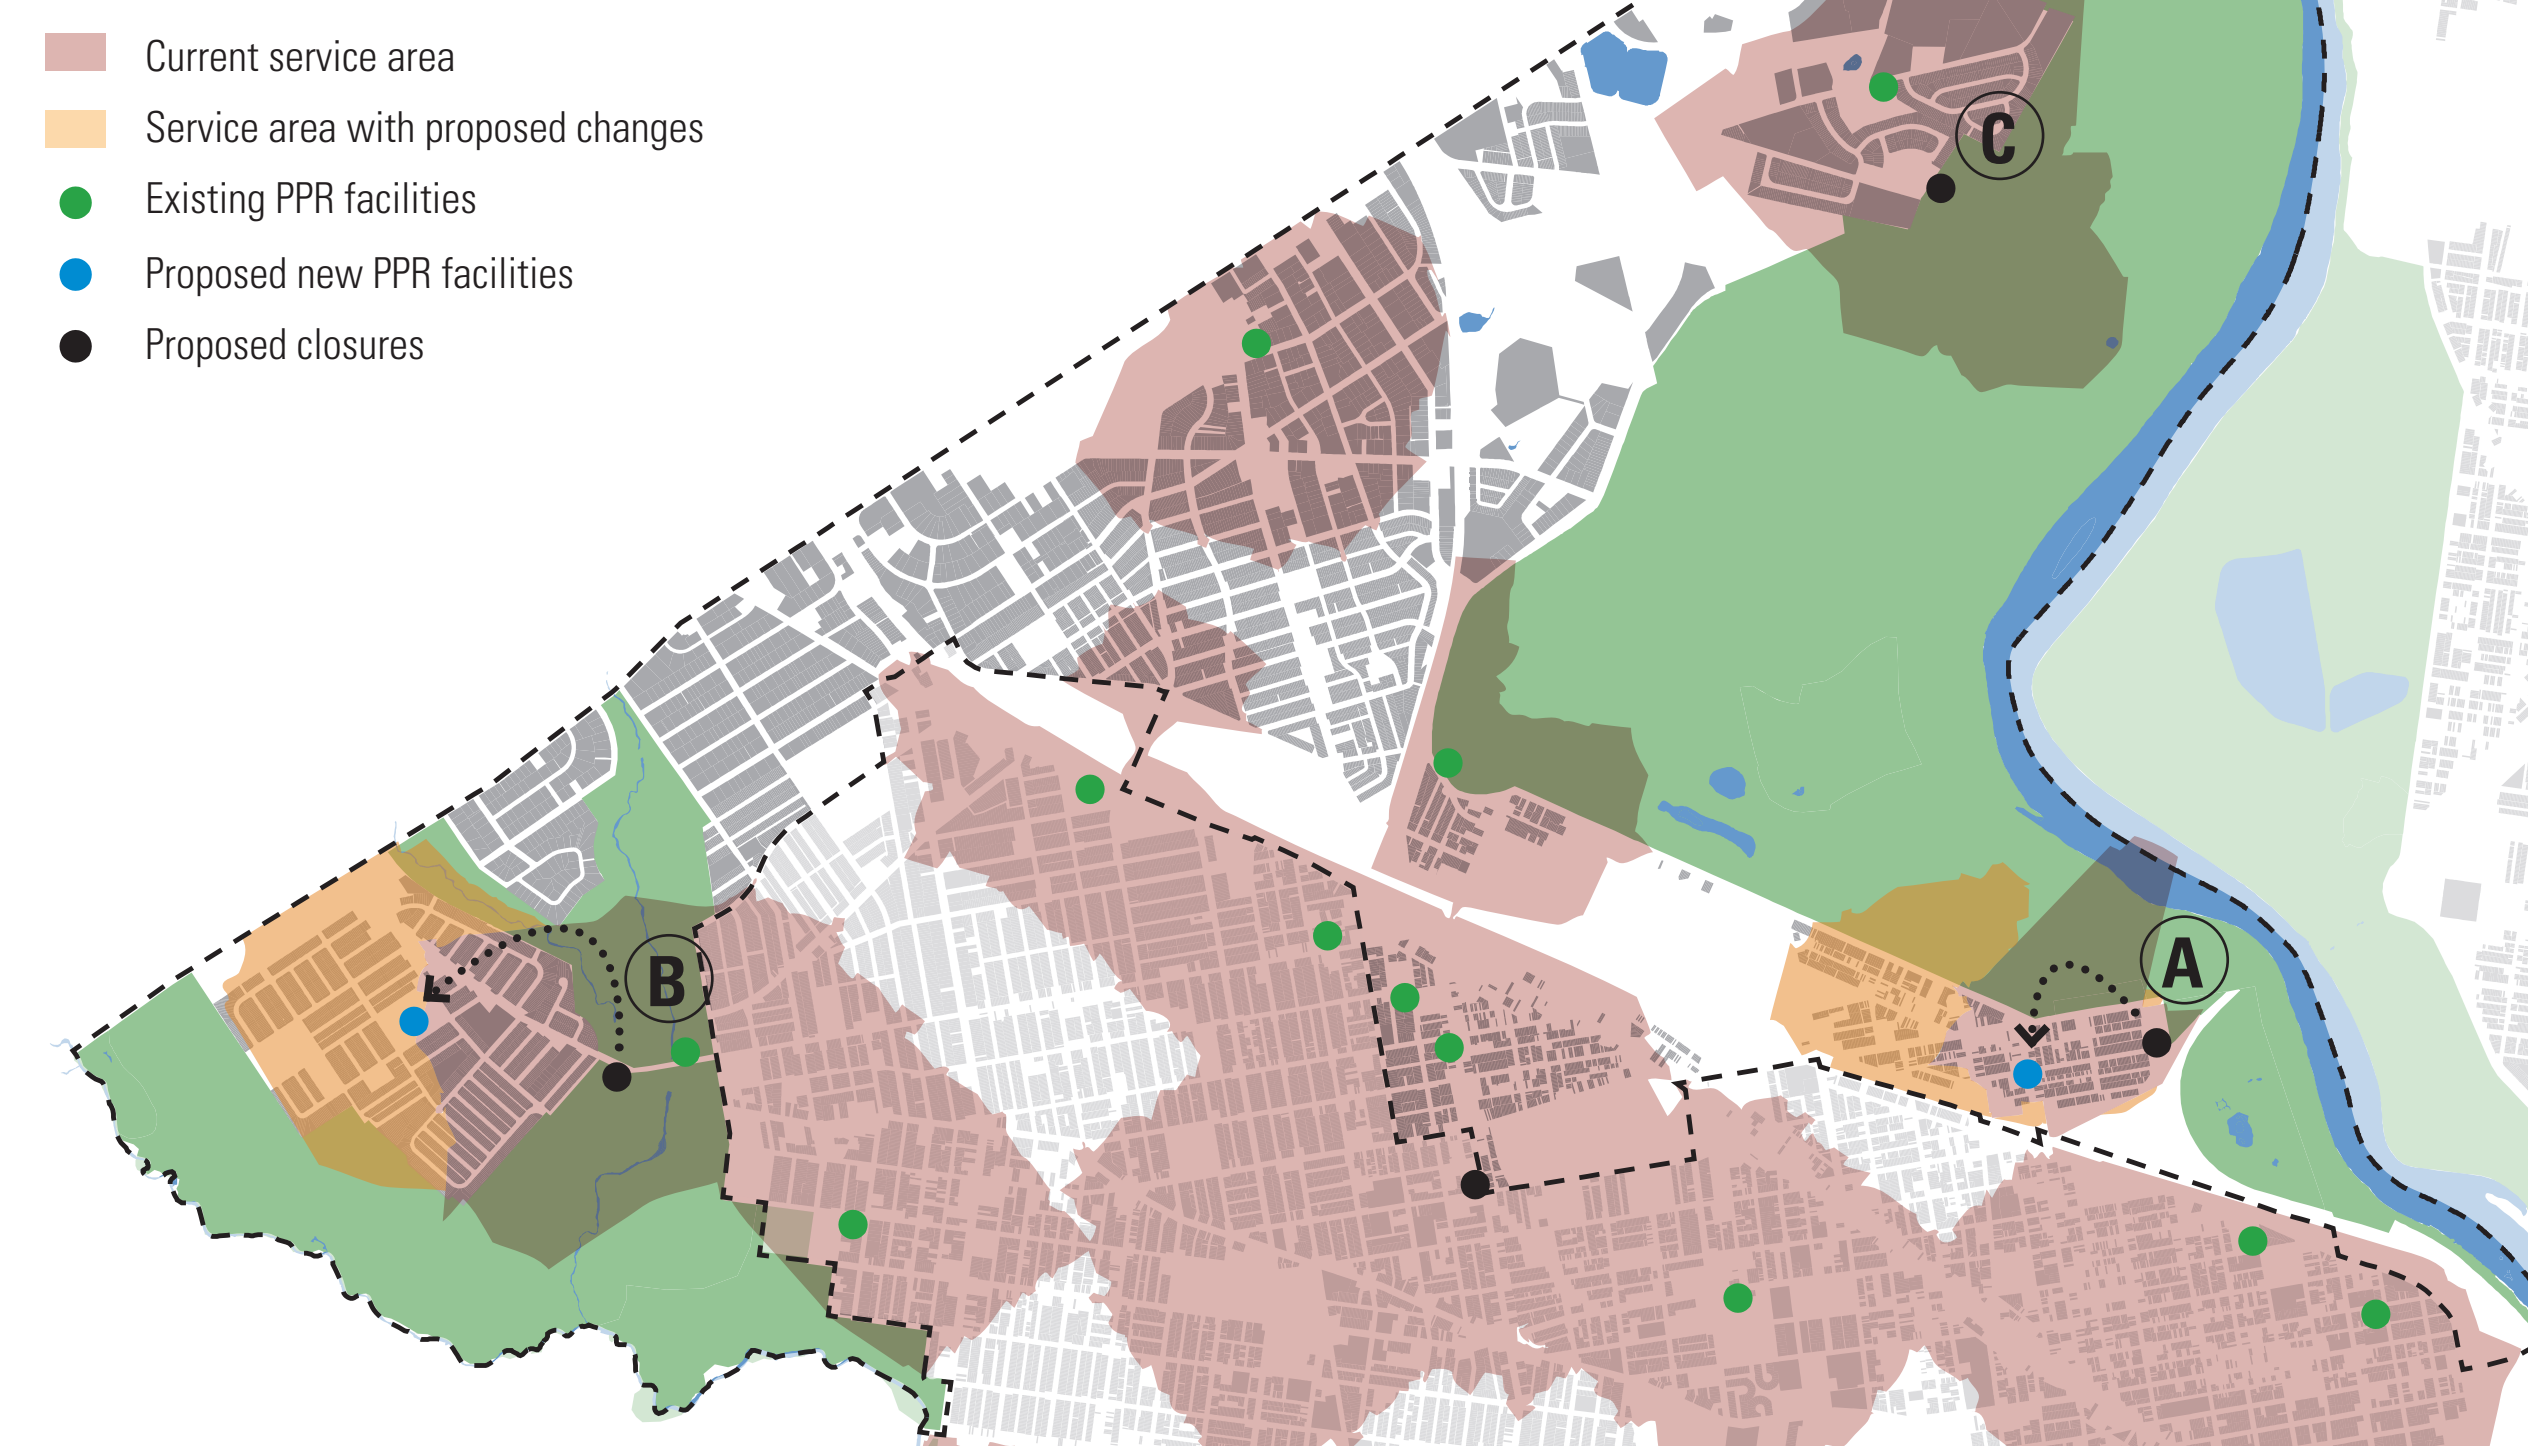 Current service area
Service area with proposed changes
Existing PPR facilities
Proposed new PPR facilities
Proposed closures
C
A
B